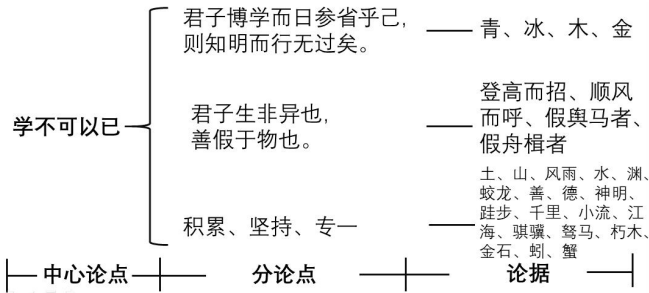 君子博学而日参省乎己,
则知明而行无过矣。
青、冰、木、金
学不可以已
君子生非异也,
善假于物也。
登高而招、顺风
而呼、假舆马者、
假舟楫者
积累、坚持、专一
土、山、风雨、水、渊、
蛟龙、善、德、神明、
跬步、千里、小流、江
海、骐骥、驽马、朽木、
金石、蚓、蟹
中心论点
分论点
论据